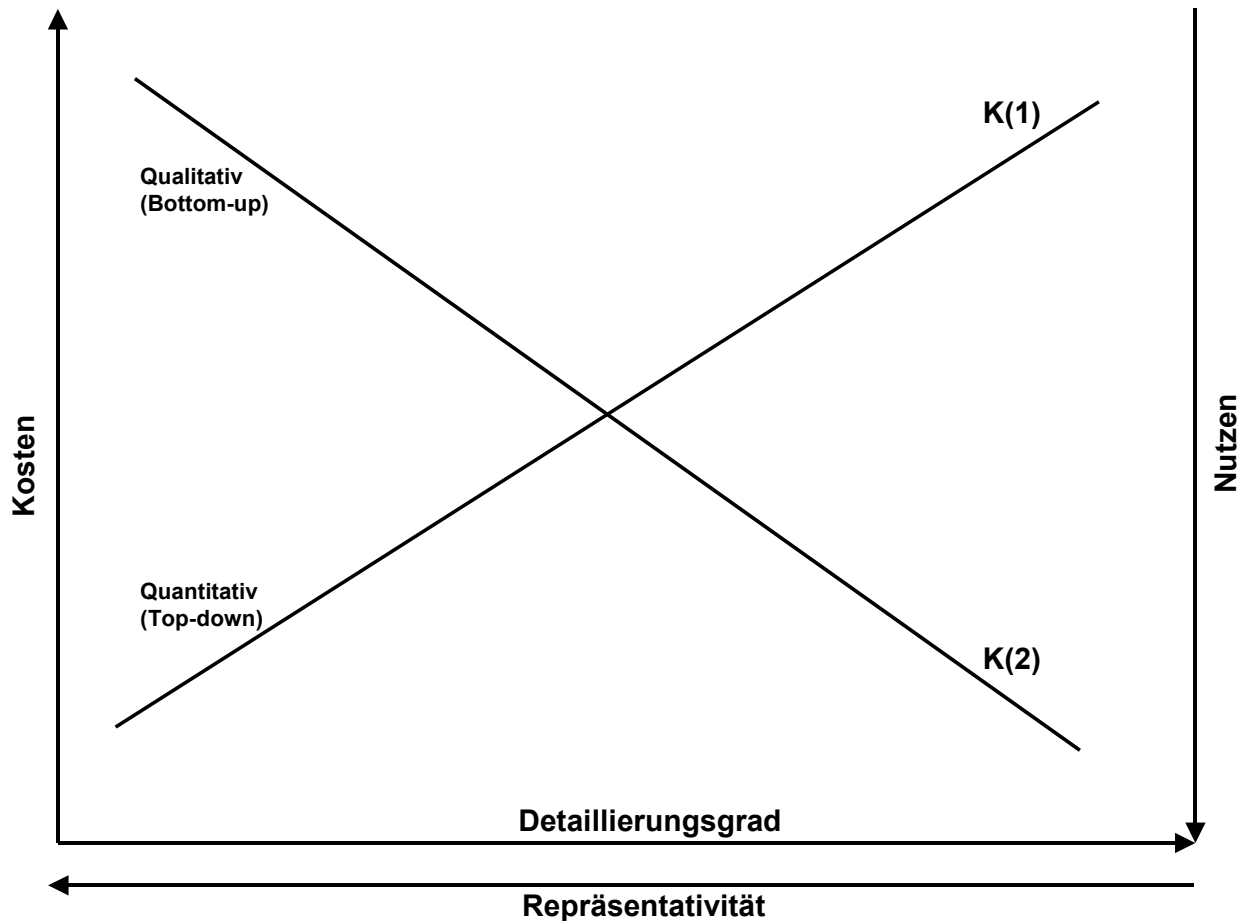 K(1)
Qualitativ
(Bottom-up)
Kosten
Nutzen
Quantitativ
(Top-down)
K(2)
Detaillierungsgrad
Repräsentativität